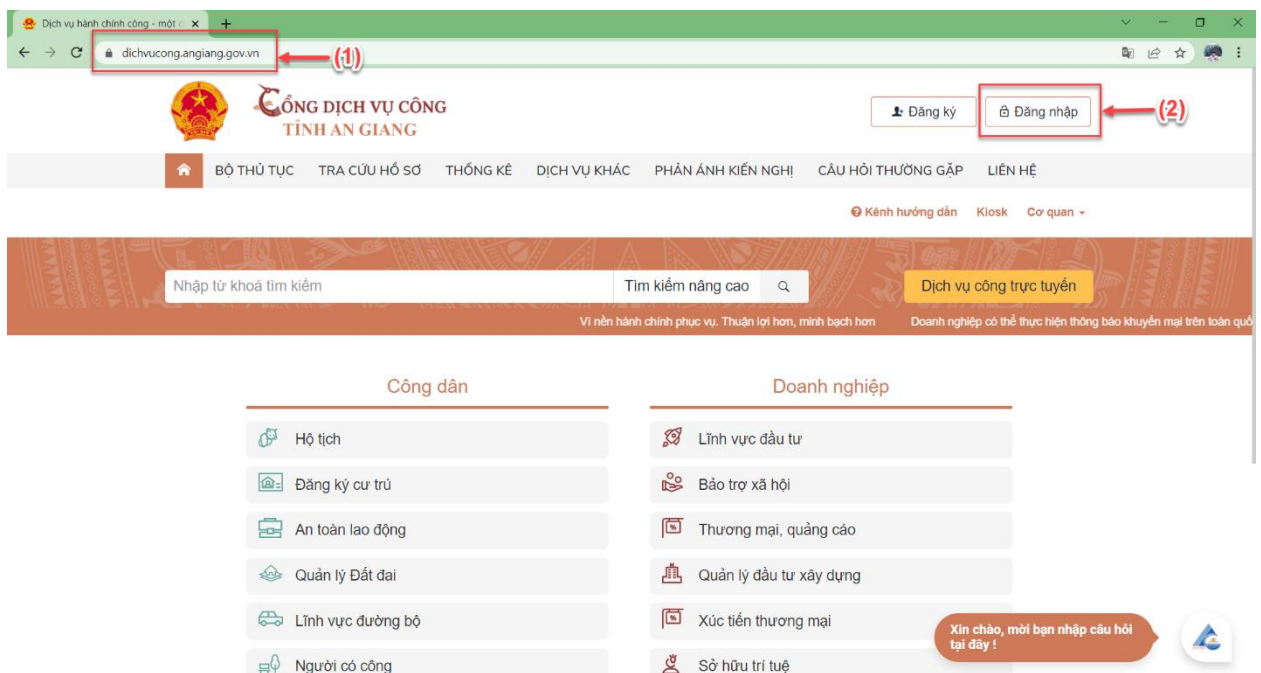 Dịch vụ hành chính công - một c
dichvucong.angiang.gov.vn
(1)
CỔNG DỊCH VỤ CÔNG
TỈNH AN GIANG
Đăng ký
Đăng nhập
(2)
BỘ THỦ TỤC TRA CỨU HỒ SƠ THỐNG KÊ DỊCH VỤ KHÁC PHẢN ÁNH KIẾN NGHỊ CÂU HỎI THƯỜNG GẶP LIÊN HỆ
Kênh hướng dẫn Kiosk Cơ quan
Nhập từ khoá tìm kiếm Tìm kiếm nâng cao Dịch vụ công trực tuyến
Vì nền hành chính phục vụ. Thuận lợi hơn, minh bạch hơn Doanh nghiệp có thể thực hiện thông báo khuyến mại trên toàn quố
Công dân
Hộ tịch
Đăng ký cư trú
An toàn lao động
Quản lý Đất đai
Lĩnh vực đường bộ
Người có công
Doanh nghiệp
Lĩnh vực đầu tư
Bảo trợ xã hội
Thương mại, quảng cáo
Quản lý đầu tư xây dựng
Xúc tiến thương mại
Sở hữu trí tuệ
Xin chào, mời bạn nhập câu hỏi
tại đây !